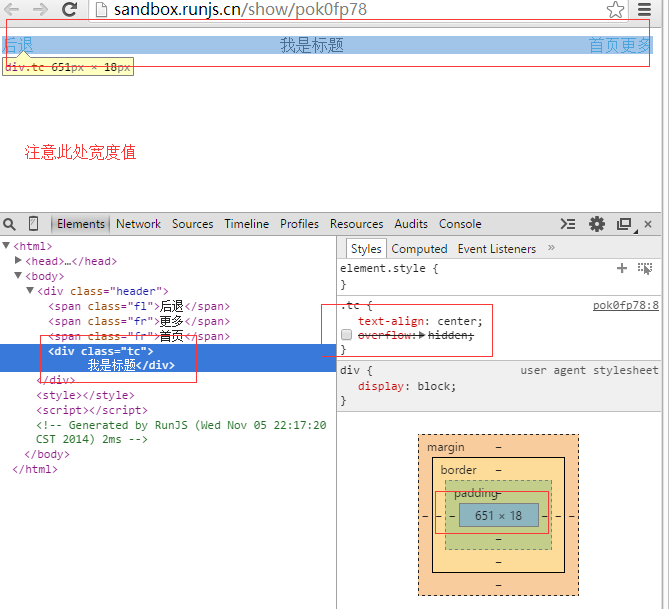 sandbox.runjs.cn/show/pok0fp78
后退 我是标题 首页更多
div.tc 651px × 18px
注意此处宽度值
Elements Network Sources Timeline Profiles Resources Audits Console
▼<html>
▶<head>…</head>
▼<body>
▼<div class="header">
<span class="fl">后退</span>
<span class="fr">更多</span>
<span class="fr">首页</span>
<div class="tc">
我是标题</div>
</div>
<style></style>
<script></script>
<!-- Generated by RunJS (Wed Nov 05 22:17:20
CST 2014) 2ms -->
</body>
</html>
Styles Computed Event Listeners »
element.style {
}
.tc { pok0fp78:8
text-align: center;
overflow:▶hidden;
}
div { user agent stylesheet
display: block;
}
margin –
border –
padding–
– – – 651 × 18 – – –
–
–
–